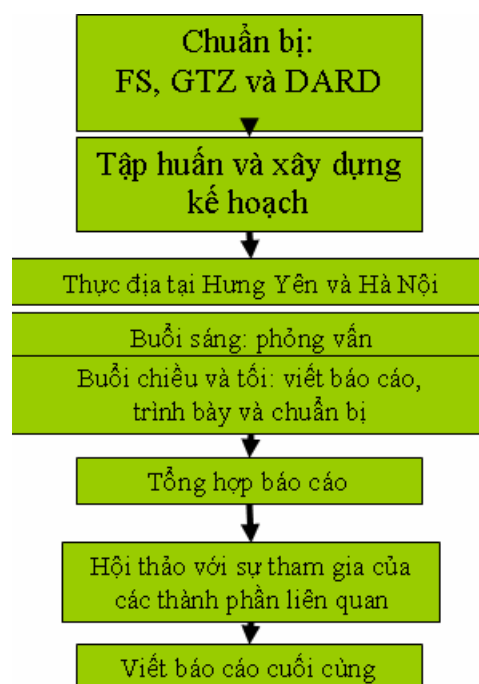 Chuẩn bị:
FS, GTZ và DARD
Tập huấn và xây dựng
kế hoạch
Thực địa tại Hưng Yên và Hà Nội
Buổi sáng: phỏng vấn
Buổi chiều và tối: viết báo cáo,
trình bày và chuẩn bị
Tổng hợp báo cáo
Hội thảo với sự tham gia của
các thành phần liên quan
Viết báo cáo cuối cùng